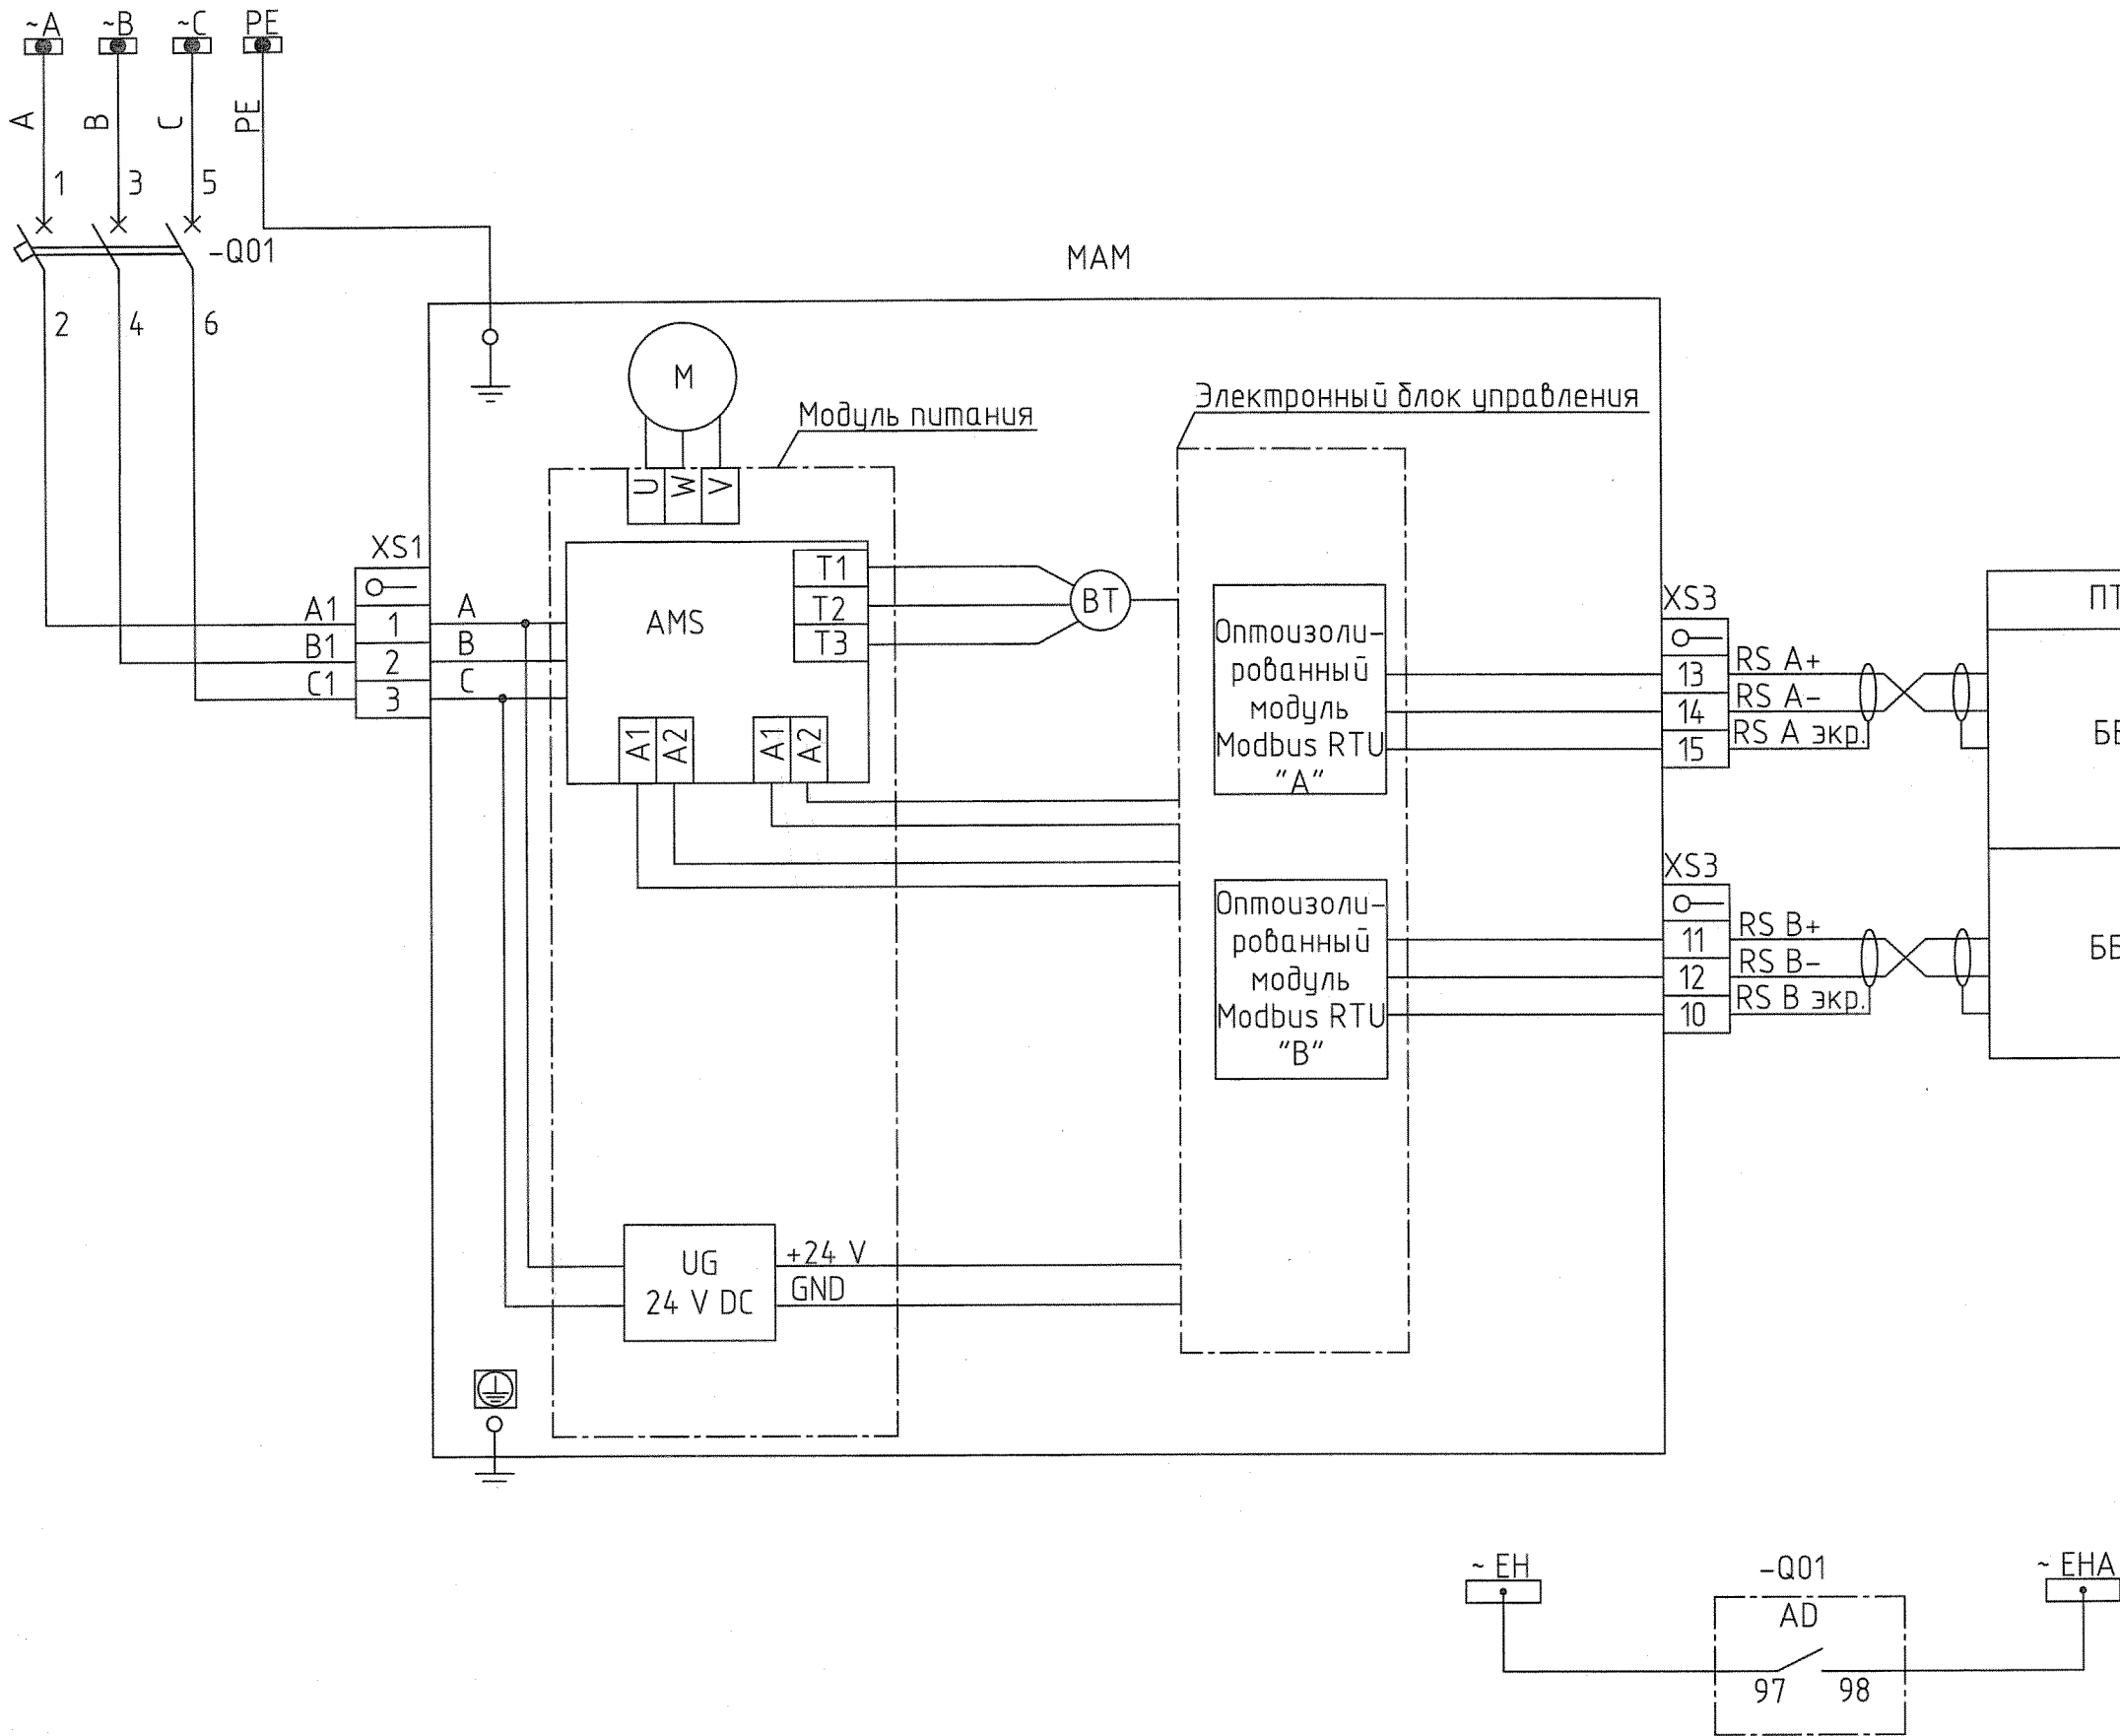 ~A ~B ~C PE
A B C PE
1 3 5
-Q01
2 4 6
МАМ
M
Модуль питания
Электронный блок управления
U W V
XS1
A1 1 A
B1 2 B
C1 3 C
AMS
T1
T2
T3
BT
A1 A2 A1 A2
Оптоизоли-
рованный
модуль
Modbus RTU
"A"
XS3
13 RS A+
14 RS A-
15 RS A экр.
ПТ
ББ
Оптоизоли-
рованный
модуль
Modbus RTU
"B"
XS3
11 RS B+
12 RS B-
10 RS B экр.
UG
24 V DC
+24 V
GND
~ EH
-Q01
AD
97 98
~ EHA